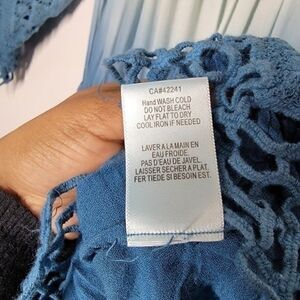 CA#42241
Hand WASH COLD
DO NOT BLEACH
LAY FLAT TO DRY
COOL IRON IF NEEDED
LAVER A LA MAIN EN
EAU FROIDE.
PAS D'EAU DE JAVEL.
LAISSER SECHER A PLAT.
FER TIEDE SI BESOIN EST.